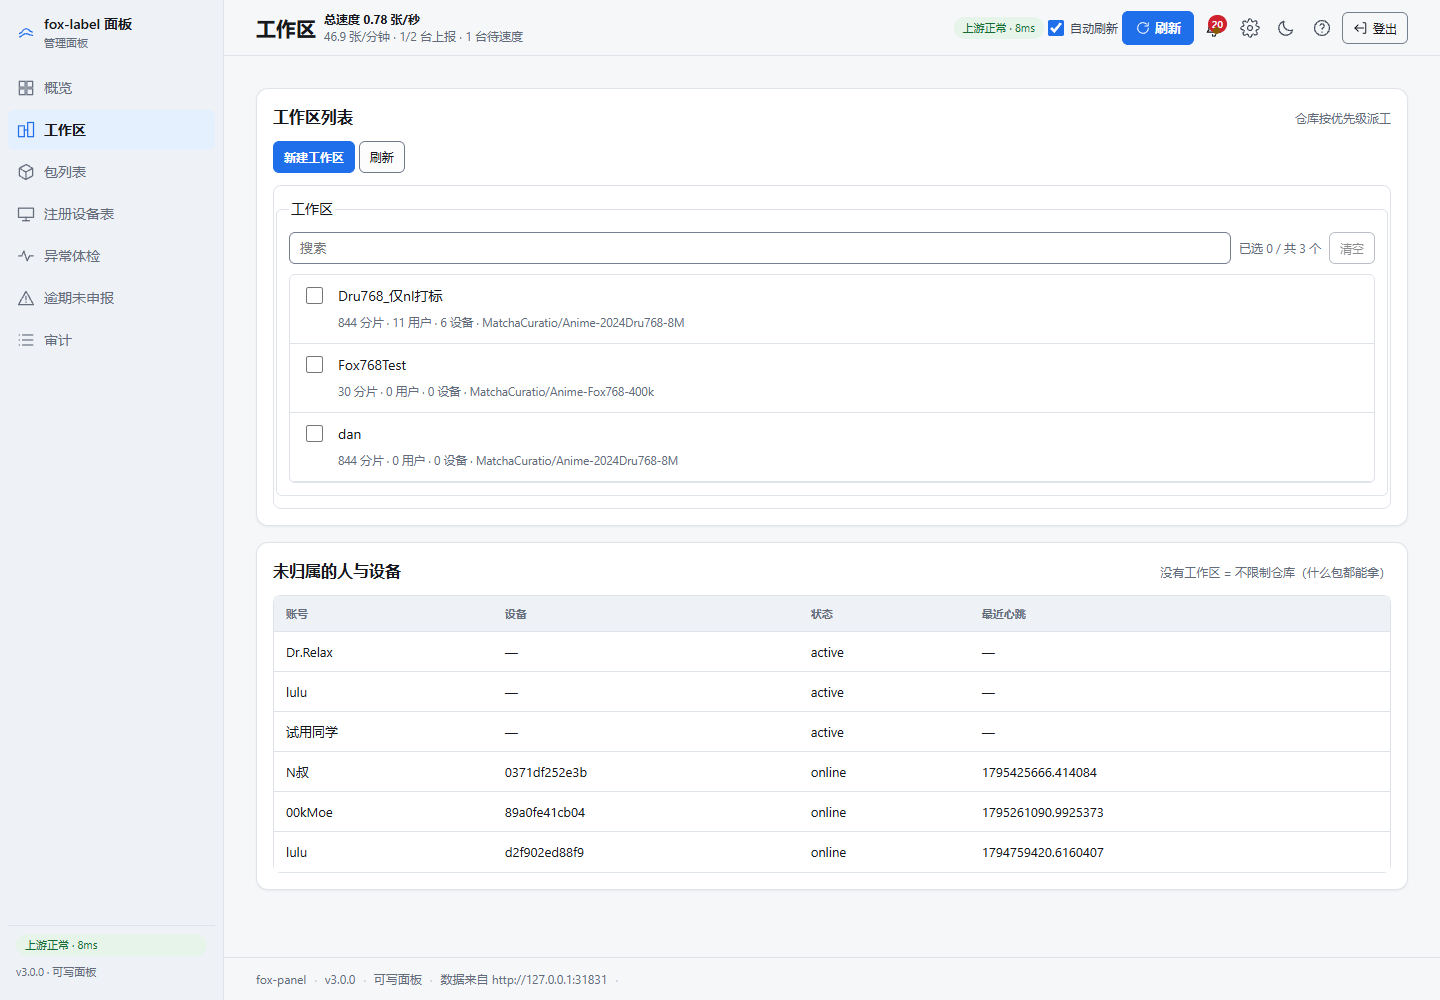 fox-label 面板
管理面板
概览
工作区
包列表
注册设备表
异常体检
逾期未申报
审计
上游正常 · 8ms
v3.0.0 · 可写面板
工作区
总速度 0.78 张/秒
46.9 张/分钟 · 1/2 台上报 · 1 台待速度
上游正常 · 8ms
自动刷新
刷新
20
登出
工作区列表
仓库按优先级派工
新建工作区
刷新
工作区
搜索
已选 0 / 共 3 个
清空
Dru768_仅nl打标
844 分片 · 11 用户 · 6 设备 · MatchaCuratio/Anime-2024Dru768-8M
Fox768Test
30 分片 · 0 用户 · 0 设备 · MatchaCuratio/Anime-Fox768-400k
dan
844 分片 · 0 用户 · 0 设备 · MatchaCuratio/Anime-2024Dru768-8M
未归属的人与设备
没有工作区 = 不限制仓库（什么包都能拿）
账号 设备 状态 最近心跳
Dr.Relax — active —
lulu — active —
试用同学 — active —
N叔 0371df252e3b online 1795425666.414084
00kMoe 89a0fe41cb04 online 1795261090.9925373
lulu d2f902ed88f9 online 1794759420.6160407
fox-panel · v3.0.0 · 可写面板 · 数据来自 http://127.0.0.1:31831 ·